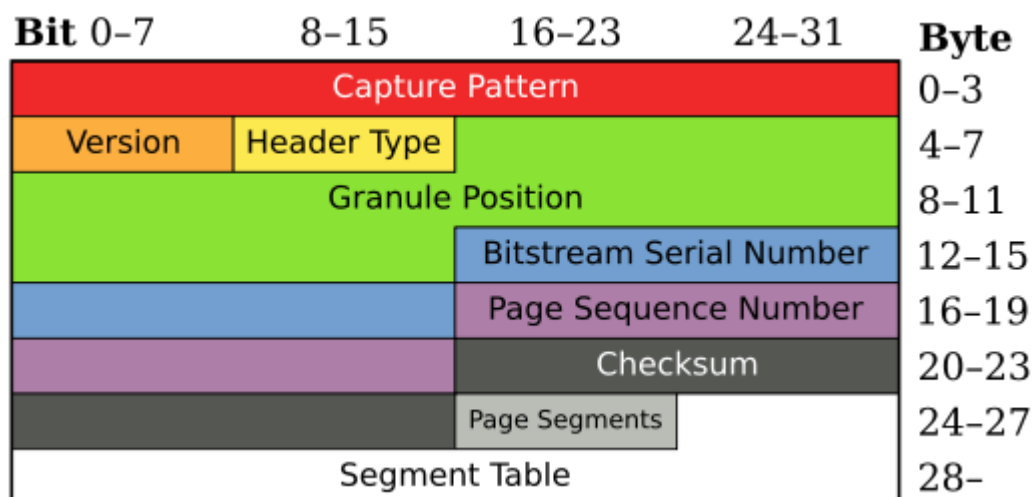 Bit 0–7 8–15 16–23 24–31 Byte
Capture Pattern 0–3
Version Header Type 4–7
Granule Position 8–11
Bitstream Serial Number 12–15
Page Sequence Number 16–19
Checksum 20–23
Page Segments 24–27
Segment Table 28–